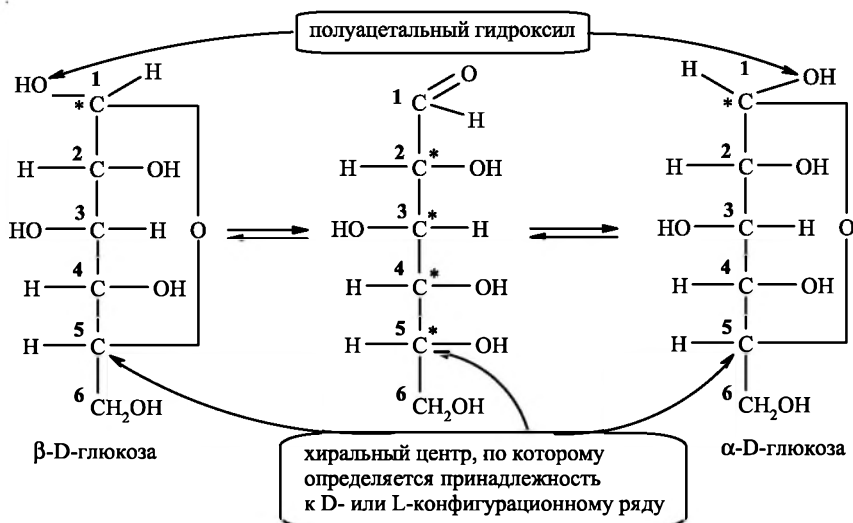 полуацетальный гидроксил
HO 1 H
* C
2
H C OH
3
HO C H O
4
H C OH
5
H C
6
CH2OH
β-D-глюкоза
O
1 C
H
2 *
H C OH
3 *
HO C H
4 *
H C OH
5 *
H C OH
6
CH2OH
H 1 OH
* C
2
H C OH
3
HO C H O
4
H C OH
5
H C
6
CH2OH
α-D-глюкоза
хиральный центр, по которому
определяется принадлежность
к D- или L-конфигурационному ряду